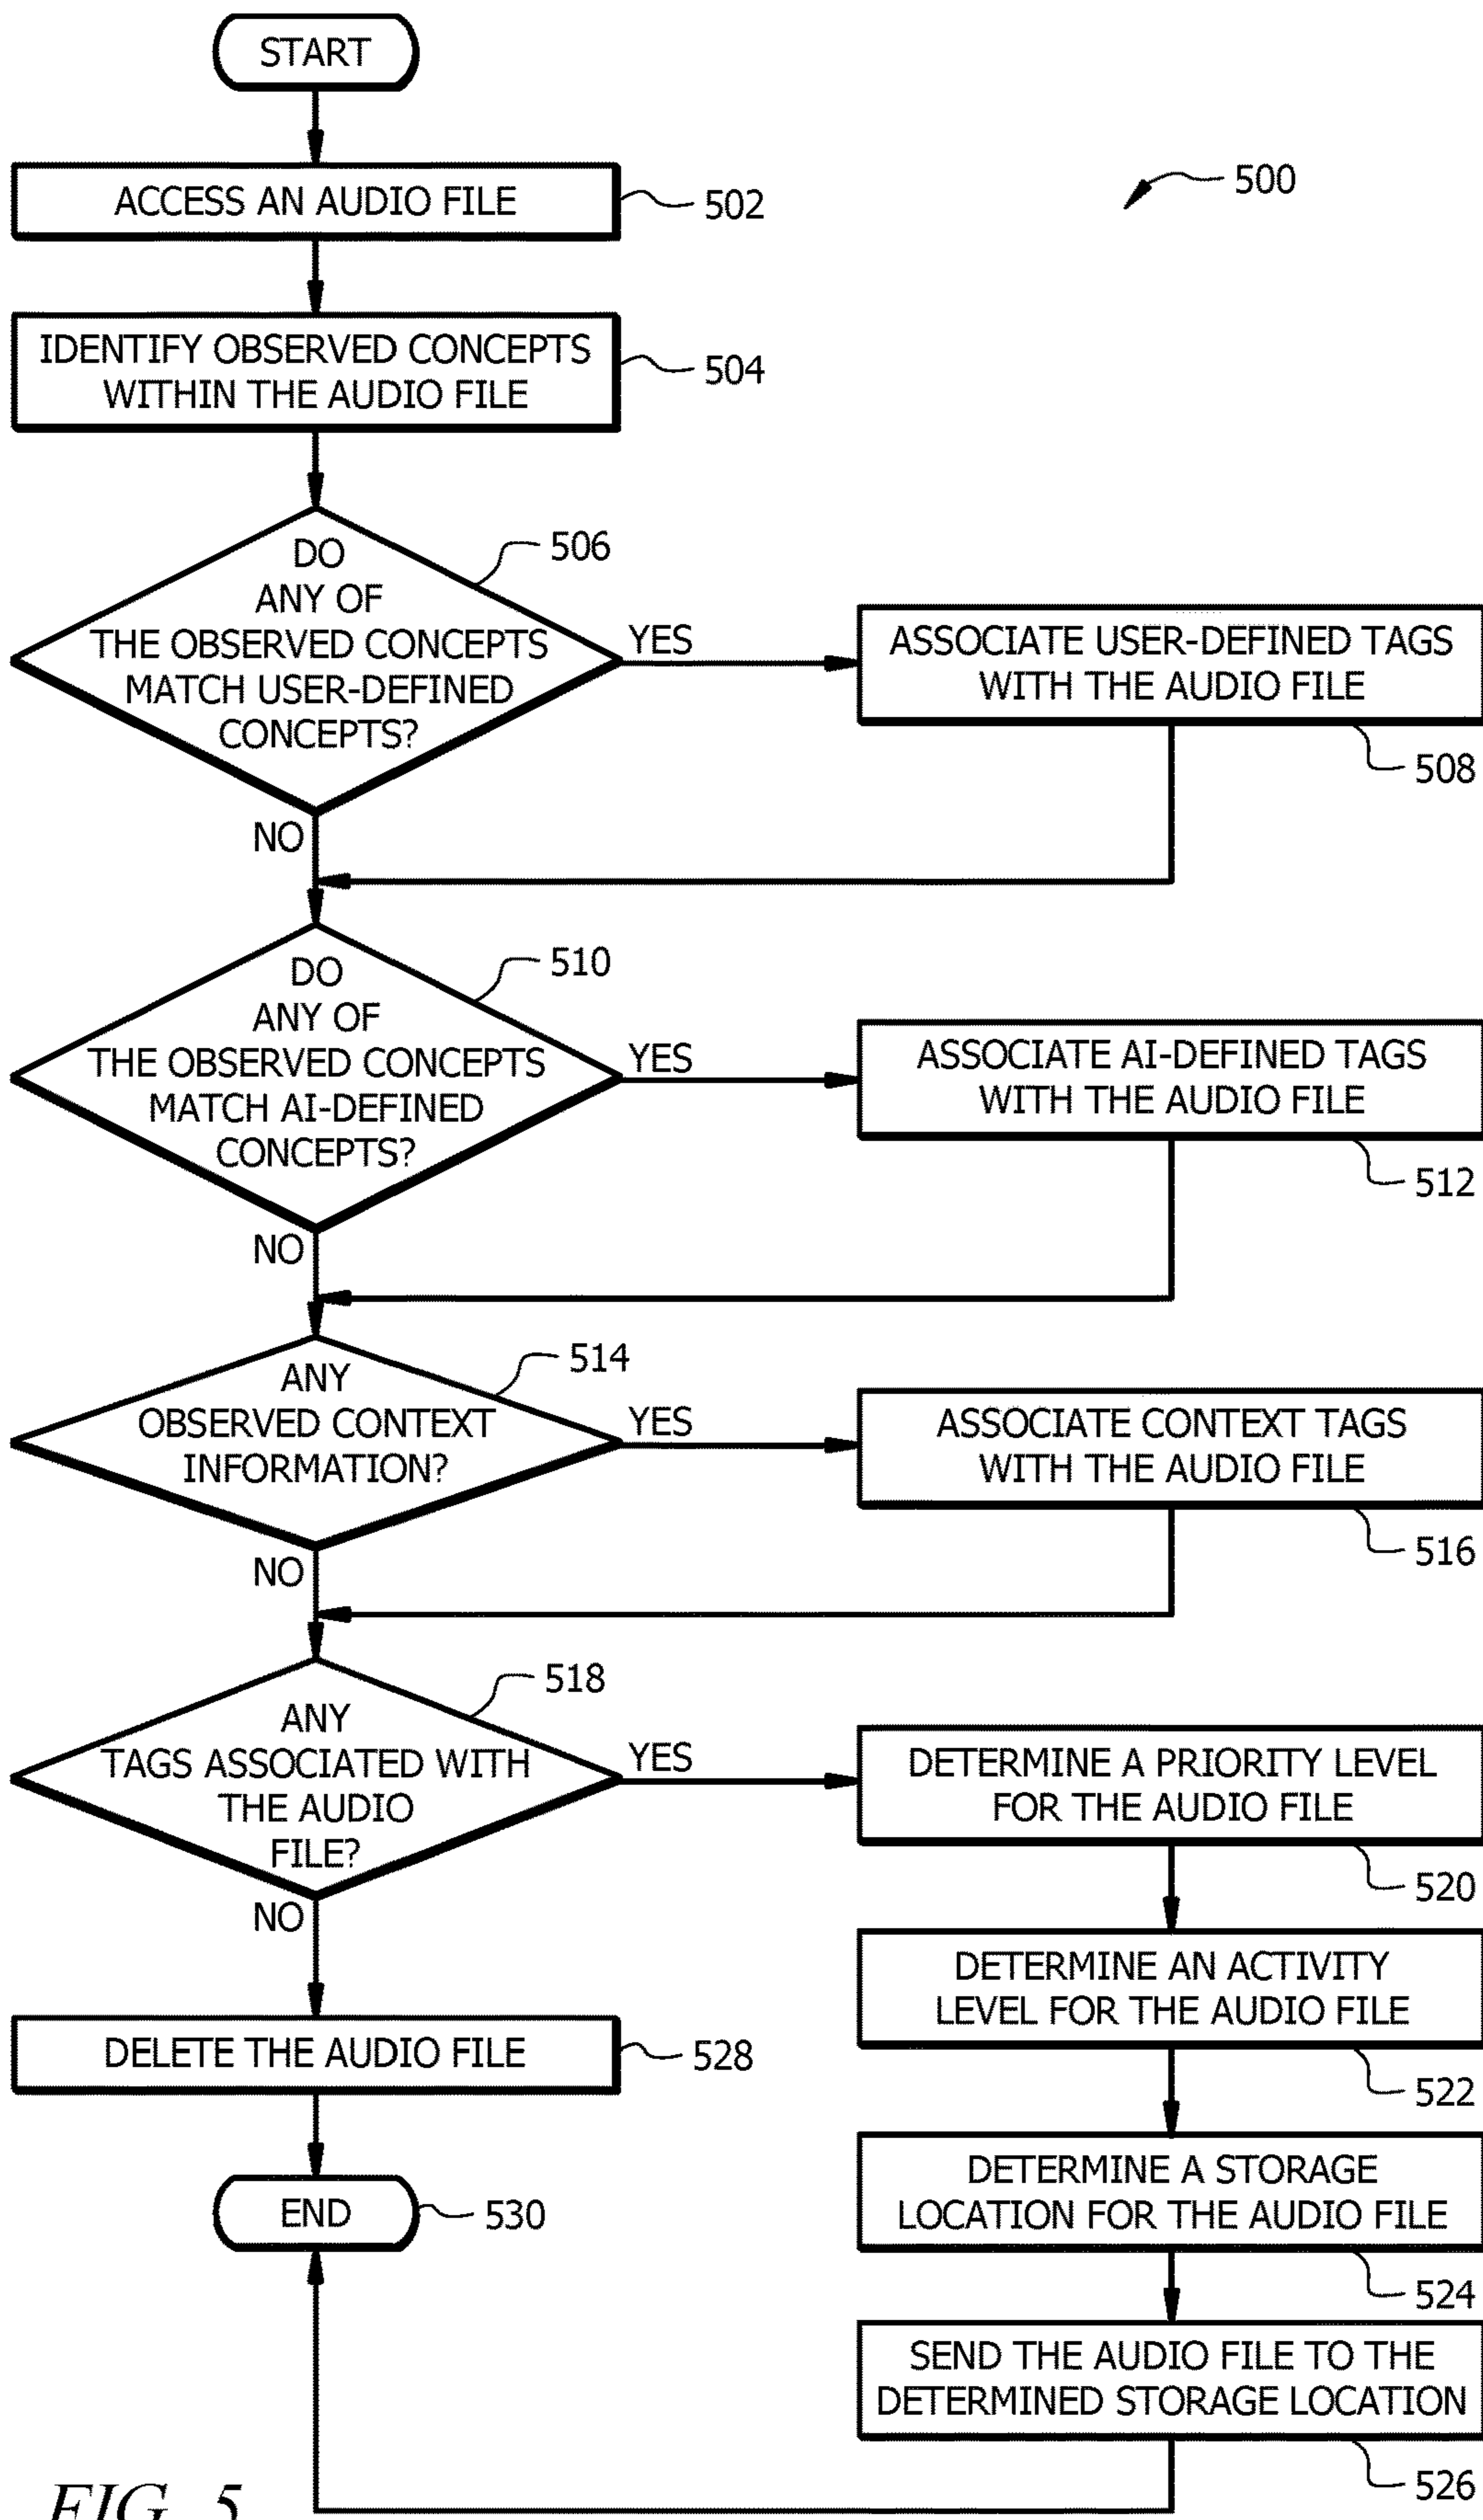 START
500
ACCESS AN AUDIO FILE
502
IDENTIFY OBSERVED CONCEPTS
WITHIN THE AUDIO FILE
504
DO
ANY OF
THE OBSERVED CONCEPTS
MATCH USER-DEFINED
CONCEPTS?
506
YES
NO
ASSOCIATE USER-DEFINED TAGS
WITH THE AUDIO FILE
508
DO
ANY OF
THE OBSERVED CONCEPTS
MATCH AI-DEFINED
CONCEPTS?
510
YES
NO
ASSOCIATE AI-DEFINED TAGS
WITH THE AUDIO FILE
512
ANY
OBSERVED CONTEXT
INFORMATION?
514
YES
NO
ASSOCIATE CONTEXT TAGS
WITH THE AUDIO FILE
516
ANY
TAGS ASSOCIATED WITH
THE AUDIO
FILE?
518
YES
NO
DETERMINE A PRIORITY LEVEL
FOR THE AUDIO FILE
520
DETERMINE AN ACTIVITY
LEVEL FOR THE AUDIO FILE
522
DELETE THE AUDIO FILE
528
DETERMINE A STORAGE
LOCATION FOR THE AUDIO FILE
524
END
530
SEND THE AUDIO FILE TO THE
DETERMINED STORAGE LOCATION
526
FIG. 5